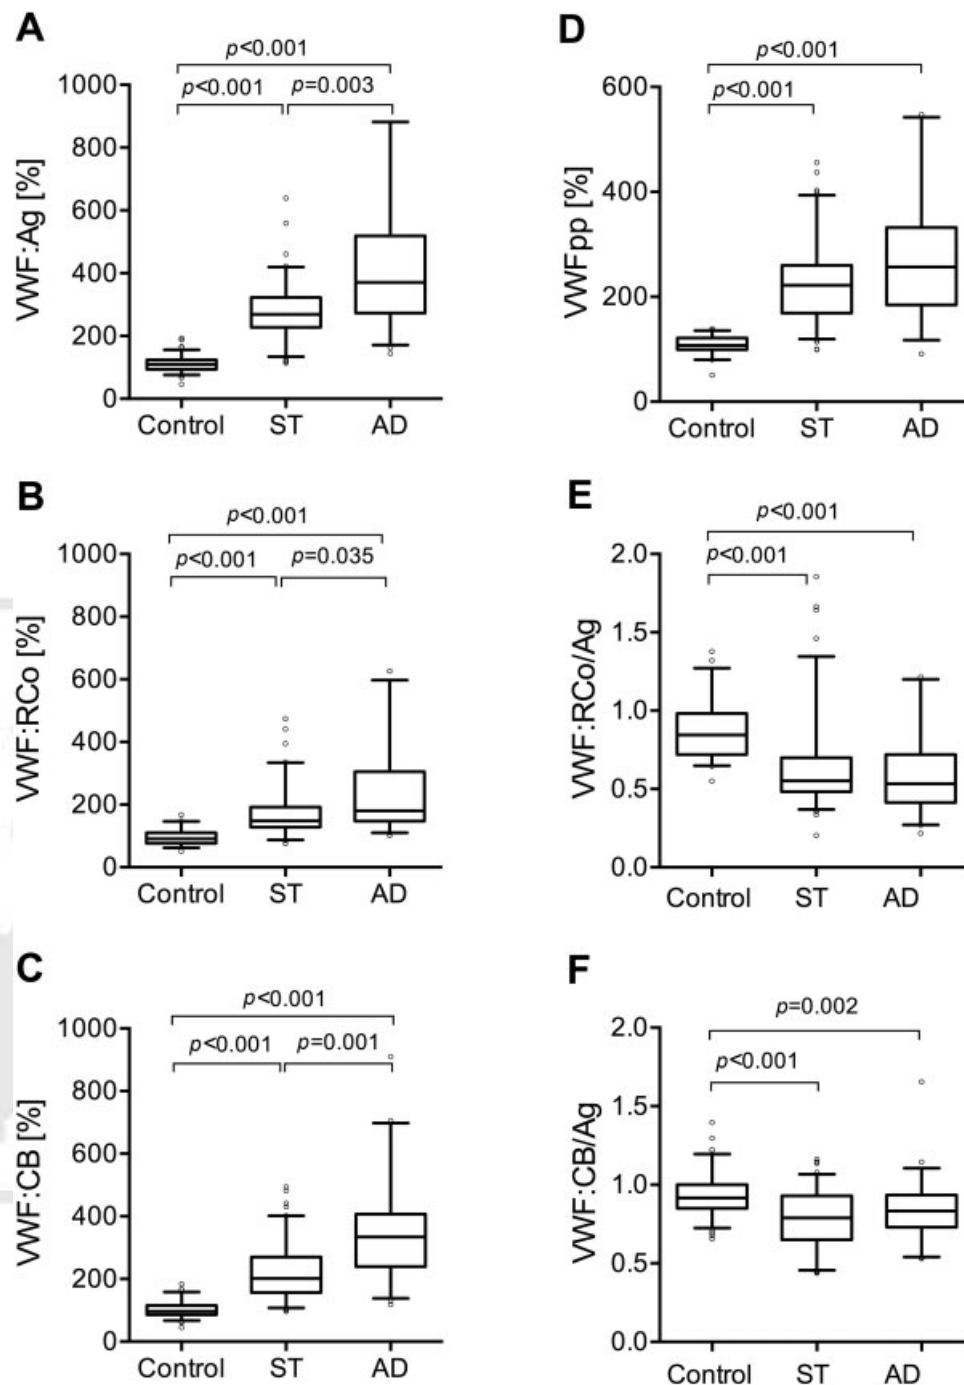 A
p<0.001
p<0.001 p=0.003
VWF:Ag [%]
1000
800
600
400
200
0
Control ST AD
D
p<0.001
p<0.001
VWFpp [%]
600
400
200
0
Control ST AD
B
p<0.001
p<0.001 p=0.035
VWF:RCo [%]
1000
800
600
400
200
0
Control ST AD
E
p<0.001
p<0.001
VWF:RCo/Ag
2.0
1.5
1.0
0.5
0.0
Control ST AD
C
p<0.001
p<0.001 p=0.001
VWF:CB [%]
1000
800
600
400
200
0
Control ST AD
F
p=0.002
p<0.001
VWF:CB/Ag
2.0
1.5
1.0
0.5
0.0
Control ST AD